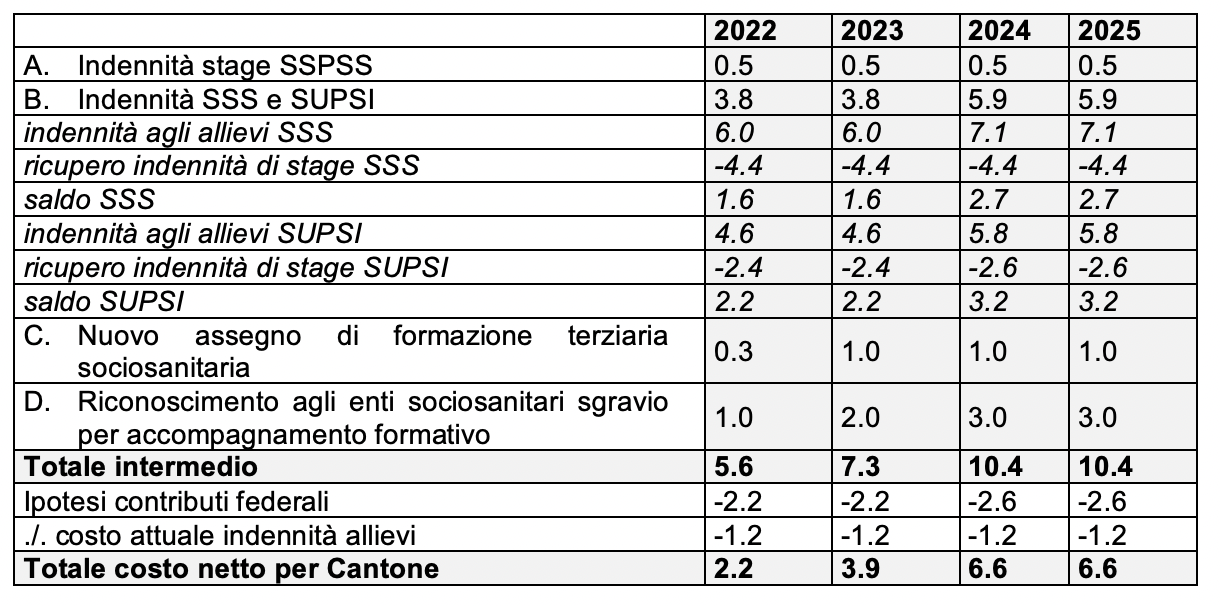 2022 2023 2024 2025
A. Indennità stage SSPSS 0.5 0.5 0.5 0.5
B. Indennità SSS e SUPSI 3.8 3.8 5.9 5.9
indennità agli allievi SSS 6.0 6.0 7.1 7.1
ricupero indennità di stage SSS -4.4 -4.4 -4.4 -4.4
saldo SSS 1.6 1.6 2.7 2.7
indennità agli allievi SUPSI 4.6 4.6 5.8 5.8
ricupero indennità di stage SUPSI -2.4 -2.4 -2.6 -2.6
saldo SUPSI 2.2 2.2 3.2 3.2
C. Nuovo assegno di formazione terziaria
sociosanitaria 0.3 1.0 1.0 1.0
D. Riconoscimento agli enti sociosanitari sgravio
per accompagnamento formativo 1.0 2.0 3.0 3.0
Totale intermedio 5.6 7.3 10.4 10.4
Ipotesi contributi federali -2.2 -2.2 -2.6 -2.6
./. costo attuale indennità allievi -1.2 -1.2 -1.2 -1.2
Totale costo netto per Cantone 2.2 3.9 6.6 6.6